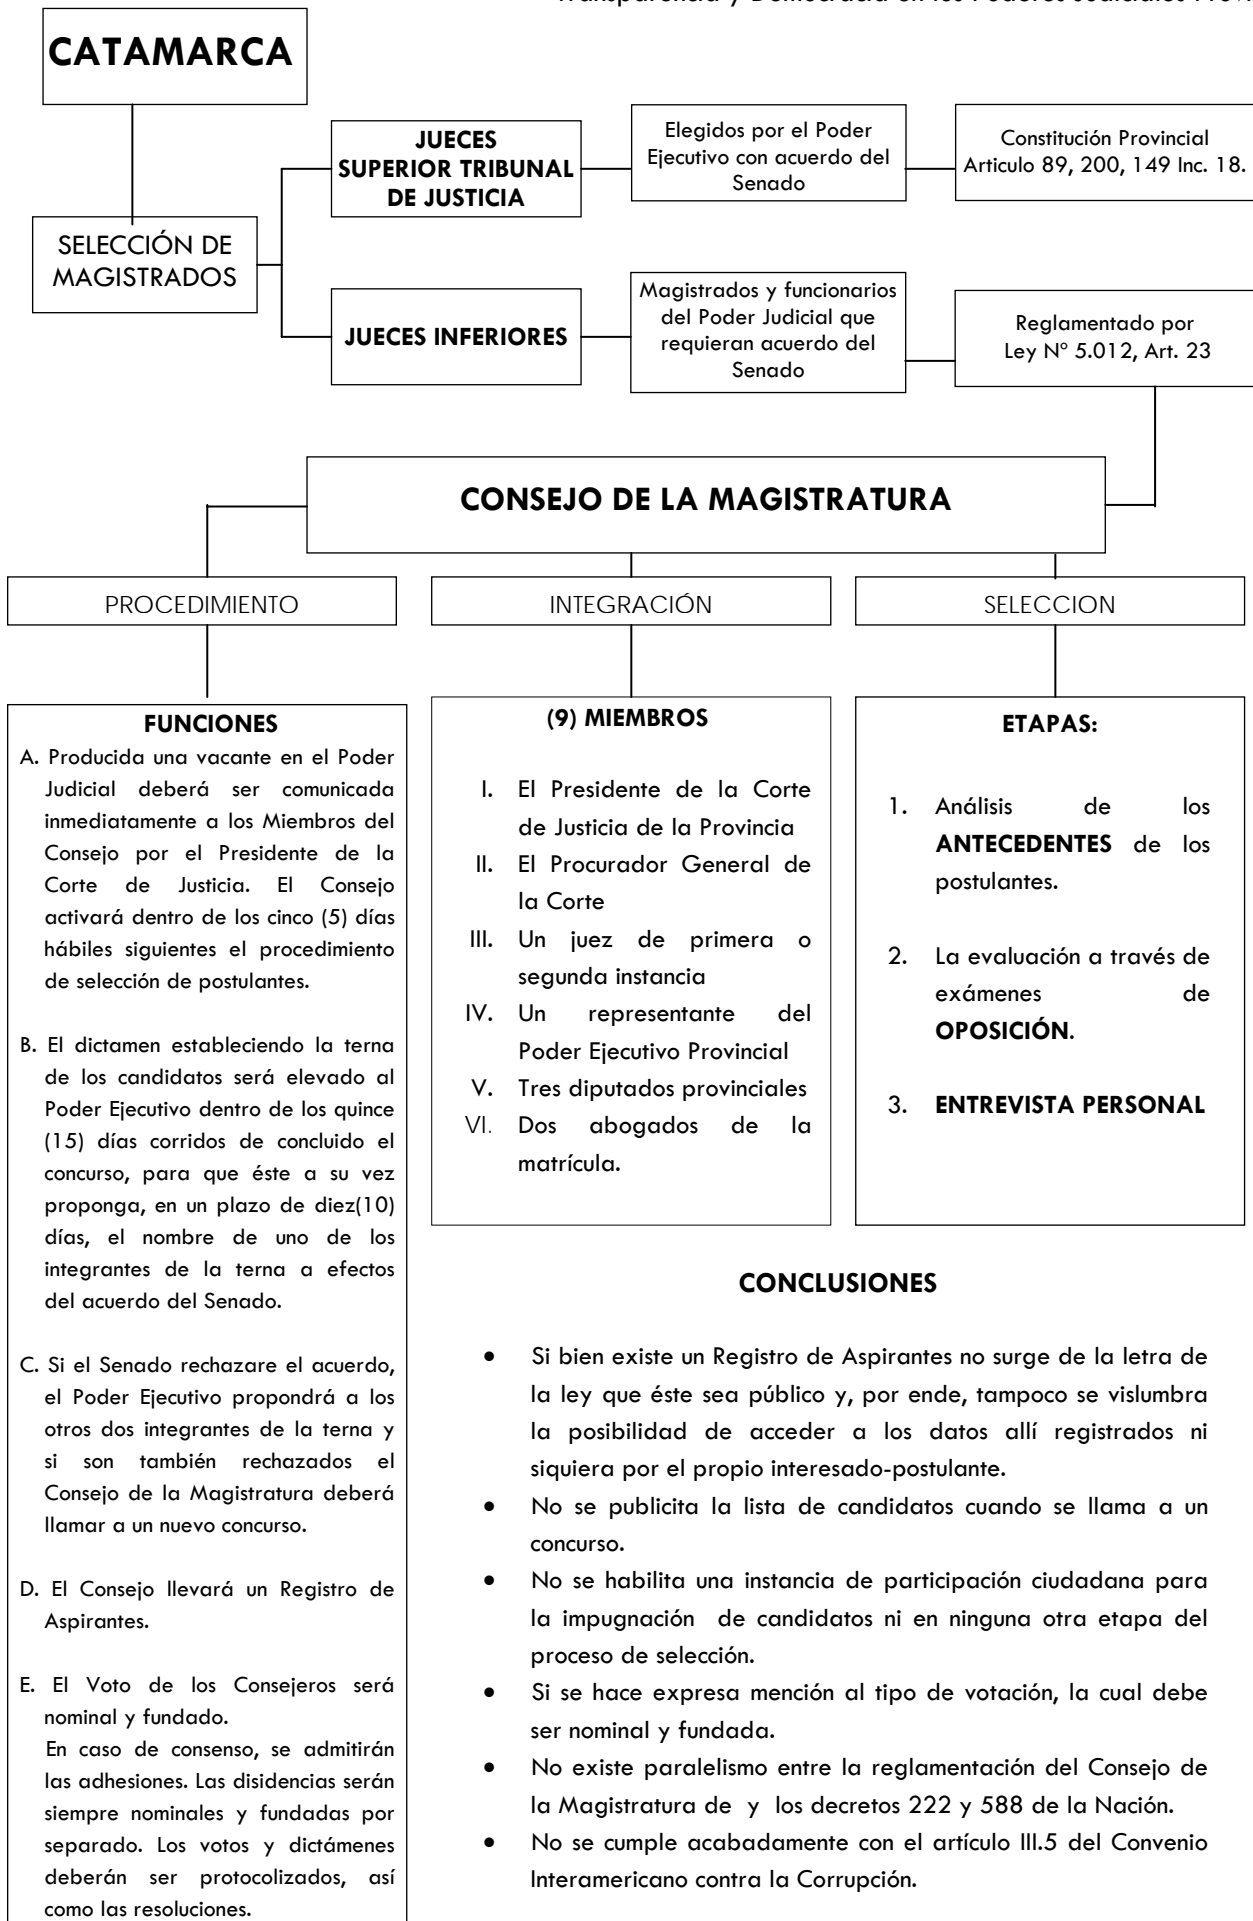 Transparencia y Democracia en los Poderes Judiciales
CATAMARCA
SELECCIÓN DE
MAGISTRADOS
JUECES
SUPERIOR TRIBUNAL
DE JUSTICIA
Elegidos por el Poder
Ejecutivo con acuerdo del
Senado
Constitución Provincial
Articulo 89, 200, 149 Inc. 18.
JUECES INFERIORES
Magistrados y funcionarios
del Poder Judicial que
requieran acuerdo del
Senado
Reglamentado por
Ley Nº 5.012, Art. 23
CONSEJO DE LA MAGISTRATURA
PROCEDIMIENTO
INTEGRACIÓN
SELECCION
FUNCIONES
A. Producida una vacante en el Poder
Judicial deberá ser comunicada
inmediatamente a los Miembros del
Consejo por el Presidente de la
Corte de Justicia. El Consejo
activará dentro de los cinco (5) días
hábiles siguientes el procedimiento
de selección de postulantes.
B. El dictamen estableciendo la terna
de los candidatos será elevado al
Poder Ejecutivo dentro de los quince
(15) días corridos de concluido el
concurso, para que éste a su vez
proponga, en un plazo de diez(10)
días, el nombre de uno de los
integrantes de la terna a efectos
del acuerdo del Senado.
C. Si el Senado rechazare el acuerdo,
el Poder Ejecutivo propondrá a los
otros dos integrantes de la terna y
si son también rechazados el
Consejo de la Magistratura deberá
llamar a un nuevo concurso.
D. El Consejo llevará un Registro de
Aspirantes.
E. El Voto de los Consejeros será
nominal y fundado.
En caso de consenso, se admitirán
las adhesiones. Las disidencias serán
siempre nominales y fundadas por
separado. Los votos y dictámenes
deberán ser protocolizados, así
como las resoluciones.
(9) MIEMBROS
I. El Presidente de la Corte
de Justicia de la Provincia
II. El Procurador General de
la Corte
III. Un juez de primera o
segunda instancia
IV. Un representante del
Poder Ejecutivo Provincial
V. Tres diputados provinciales
VI. Dos abogados de la
matrícula.
ETAPAS:
1. Análisis de los
ANTECEDENTES de los
postulantes.
2. La evaluación a través de
exámenes de
OPOSICIÓN.
3. ENTREVISTA PERSONAL
CONCLUSIONES
• Si bien existe un Registro de Aspirantes no surge de la letra de
la ley que éste sea público y, por ende, tampoco se vislumbra
la posibilidad de acceder a los datos allí registrados ni
siquiera por el propio interesado-postulante.
• No se publicita la lista de candidatos cuando se llama a un
concurso.
• No se habilita una instancia de participación ciudadana para
la impugnación de candidatos ni en ninguna otra etapa del
proceso de selección.
• Si se hace expresa mención al tipo de votación, la cual debe
ser nominal y fundada.
• No existe paralelismo entre la reglamentación del Consejo de
la Magistratura de y los decretos 222 y 588 de la Nación.
• No se cumple acabadamente con el artículo III.5 del Convenio
Interamericano contra la Corrupción.